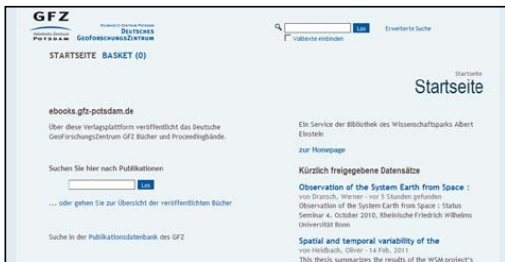 GFZ
Helmholtz-Zentrum
POTSDAM
HELMHOLTZ-ZENTRUM POTSDAM
DEUTSCHES
GEOFORSCHUNGSZENTRUM
Los
Erweiterte Suche
Volltexte einbinden
STARTSEITE BASKET (0)
Startseite
Startseite
ebooks.gfz-potsdam.de
Über diese Verlagsplattform veröffentlicht das Deutsche
GeoForschungsZentrum GFZ Bücher und Proceedingbände.
Suchen Sie hier nach Publikationen
Los
... oder gehen Sie zur Übersicht der veröffentlichten Bücher
Suche in der Publikationsdatenbank des GFZ
Ein Service der Bibliothek des Wissenschaftsparks Albert
Einstein
zur Homepage
Kürzlich freigegebene Datensätze
Observation of the System Earth from Space :
von Dransch, Werner - vor 5 Stunden gefunden
Observation of the System Earth from Space : Status
Seminar 4. October 2010, Rheinische Friedrich Wilhelms
Universität Bonn
Spatial and temporal variability of the
von Heidbach, Oliver - 14 Feb. 2011
This thesis summarizes the results of the WSM project's